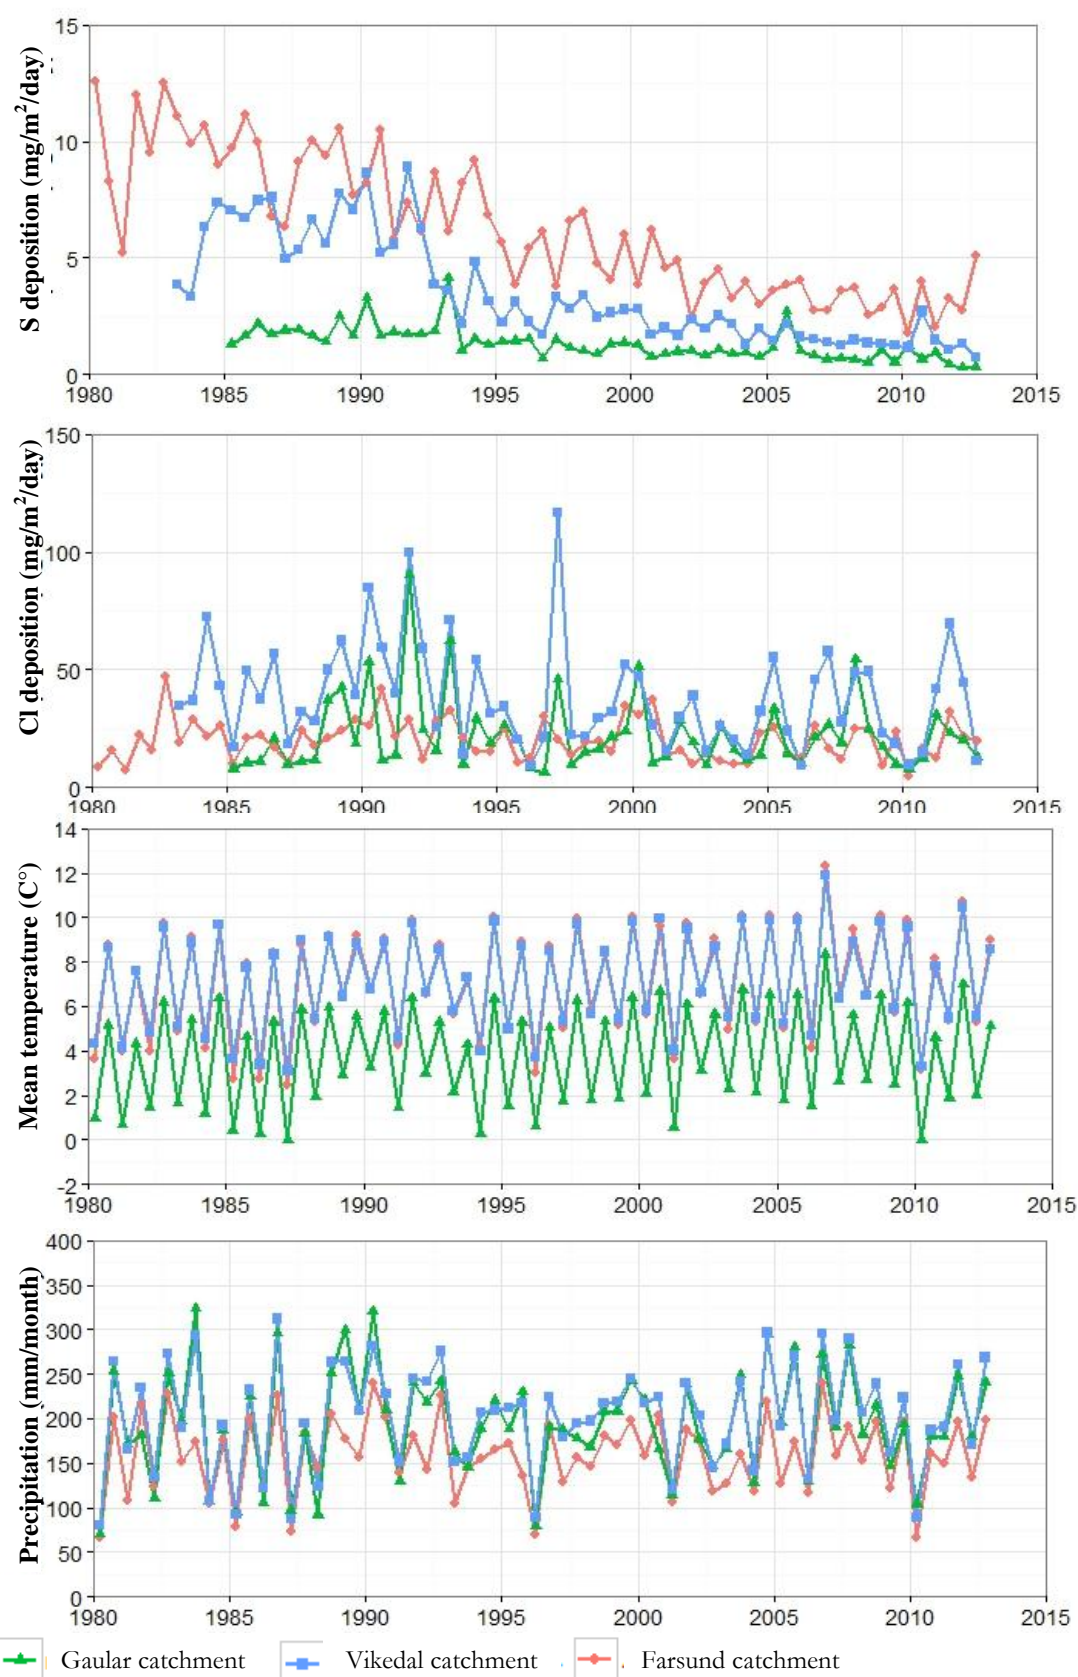 15
10
5
0
S deposition (mg/m²/day)
1980 1985 1990 1995 2000 2005 2010 2015
150
100
50
0
Cl deposition (mg/m²/day)
1980 1985 1990 1995 2000 2005 2010 2015
14
12
10
8
6
4
2
0
-2
Mean temperature (C°)
1980 1985 1990 1995 2000 2005 2010 2015
400
350
300
250
200
150
100
50
0
Precipitation (mm/month)
1980 1985 1990 1995 2000 2005 2010 2015
Gaular catchment Vikedal catchment Farsund catchment